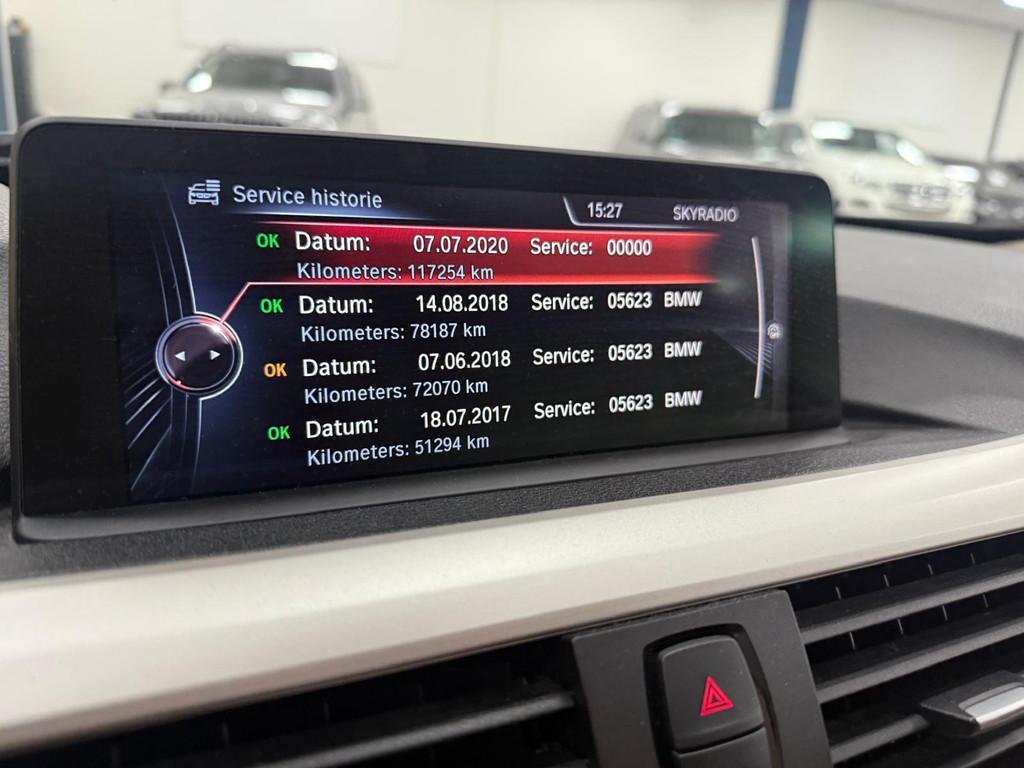 Service historie
15:27 SKYRADIO
OK Datum: 07.07.2020 Service: 00000
Kilometers: 117254 km
OK Datum: 14.08.2018 Service: 05623 BMW
Kilometers: 78187 km
OK Datum: 07.06.2018 Service: 05623 BMW
Kilometers: 72070 km
OK Datum: 18.07.2017 Service: 05623 BMW
Kilometers: 51294 km